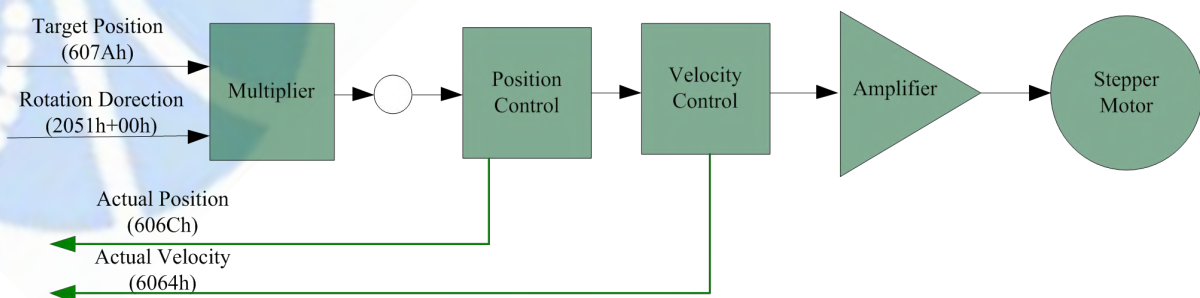 Target Position
(607Ah)
Rotation Dorection
(2051h+00h)
Multiplier
Position
Control
Velocity
Control
Amplifier
Stepper
Motor
Actual Position
(606Ch)
Actual Velocity
(6064h)